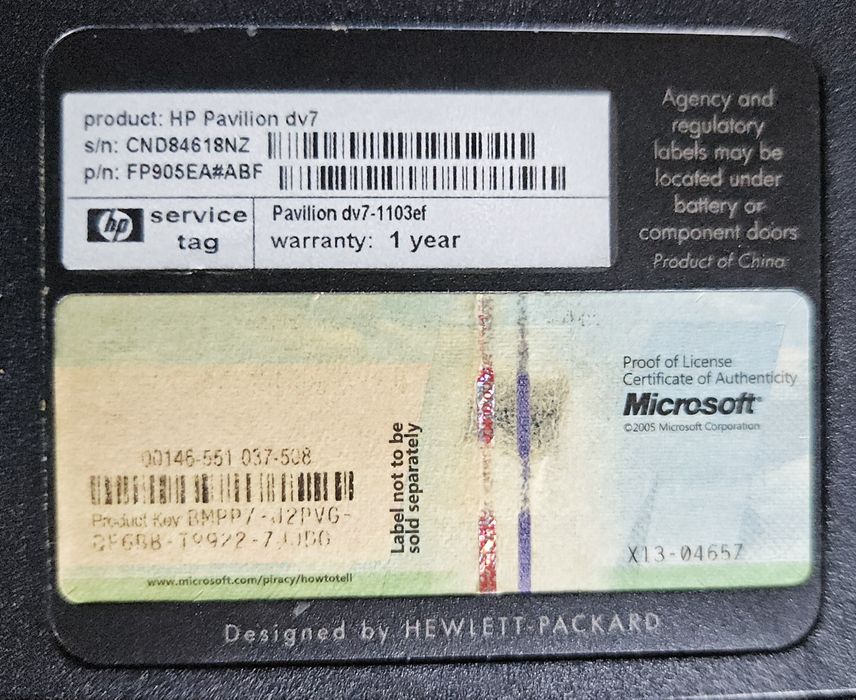 product: HP Pavilion dv7
s/n: CND84618NZ
p/n: FP905EA#ABF
hp service tag
Pavilion dv7-1103ef
warranty: 1 year
Agency and
regulatory
labels may be
located under
battery or
component doors
Product of China
Proof of License
Certificate of Authenticity
Microsoft
©2005 Microsoft Corporation
00146-551 037-508
Product Key
Label not to be
sold separately
X13-04657
www.microsoft.com/piracy/howtotell
Designed by HEWLETT-PACKARD